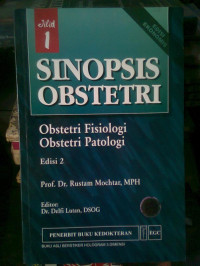 Jilid
1
SINOPSIS
OBSTETRI
Obstetri Fisiologi
Obstetri Patologi
Edisi 2
Prof. Dr. Rustam Mochtar, MPH
Editor:
Dr. Delfi Lutan, DSOG
PENERBIT BUKU KEDOKTERAN EGC